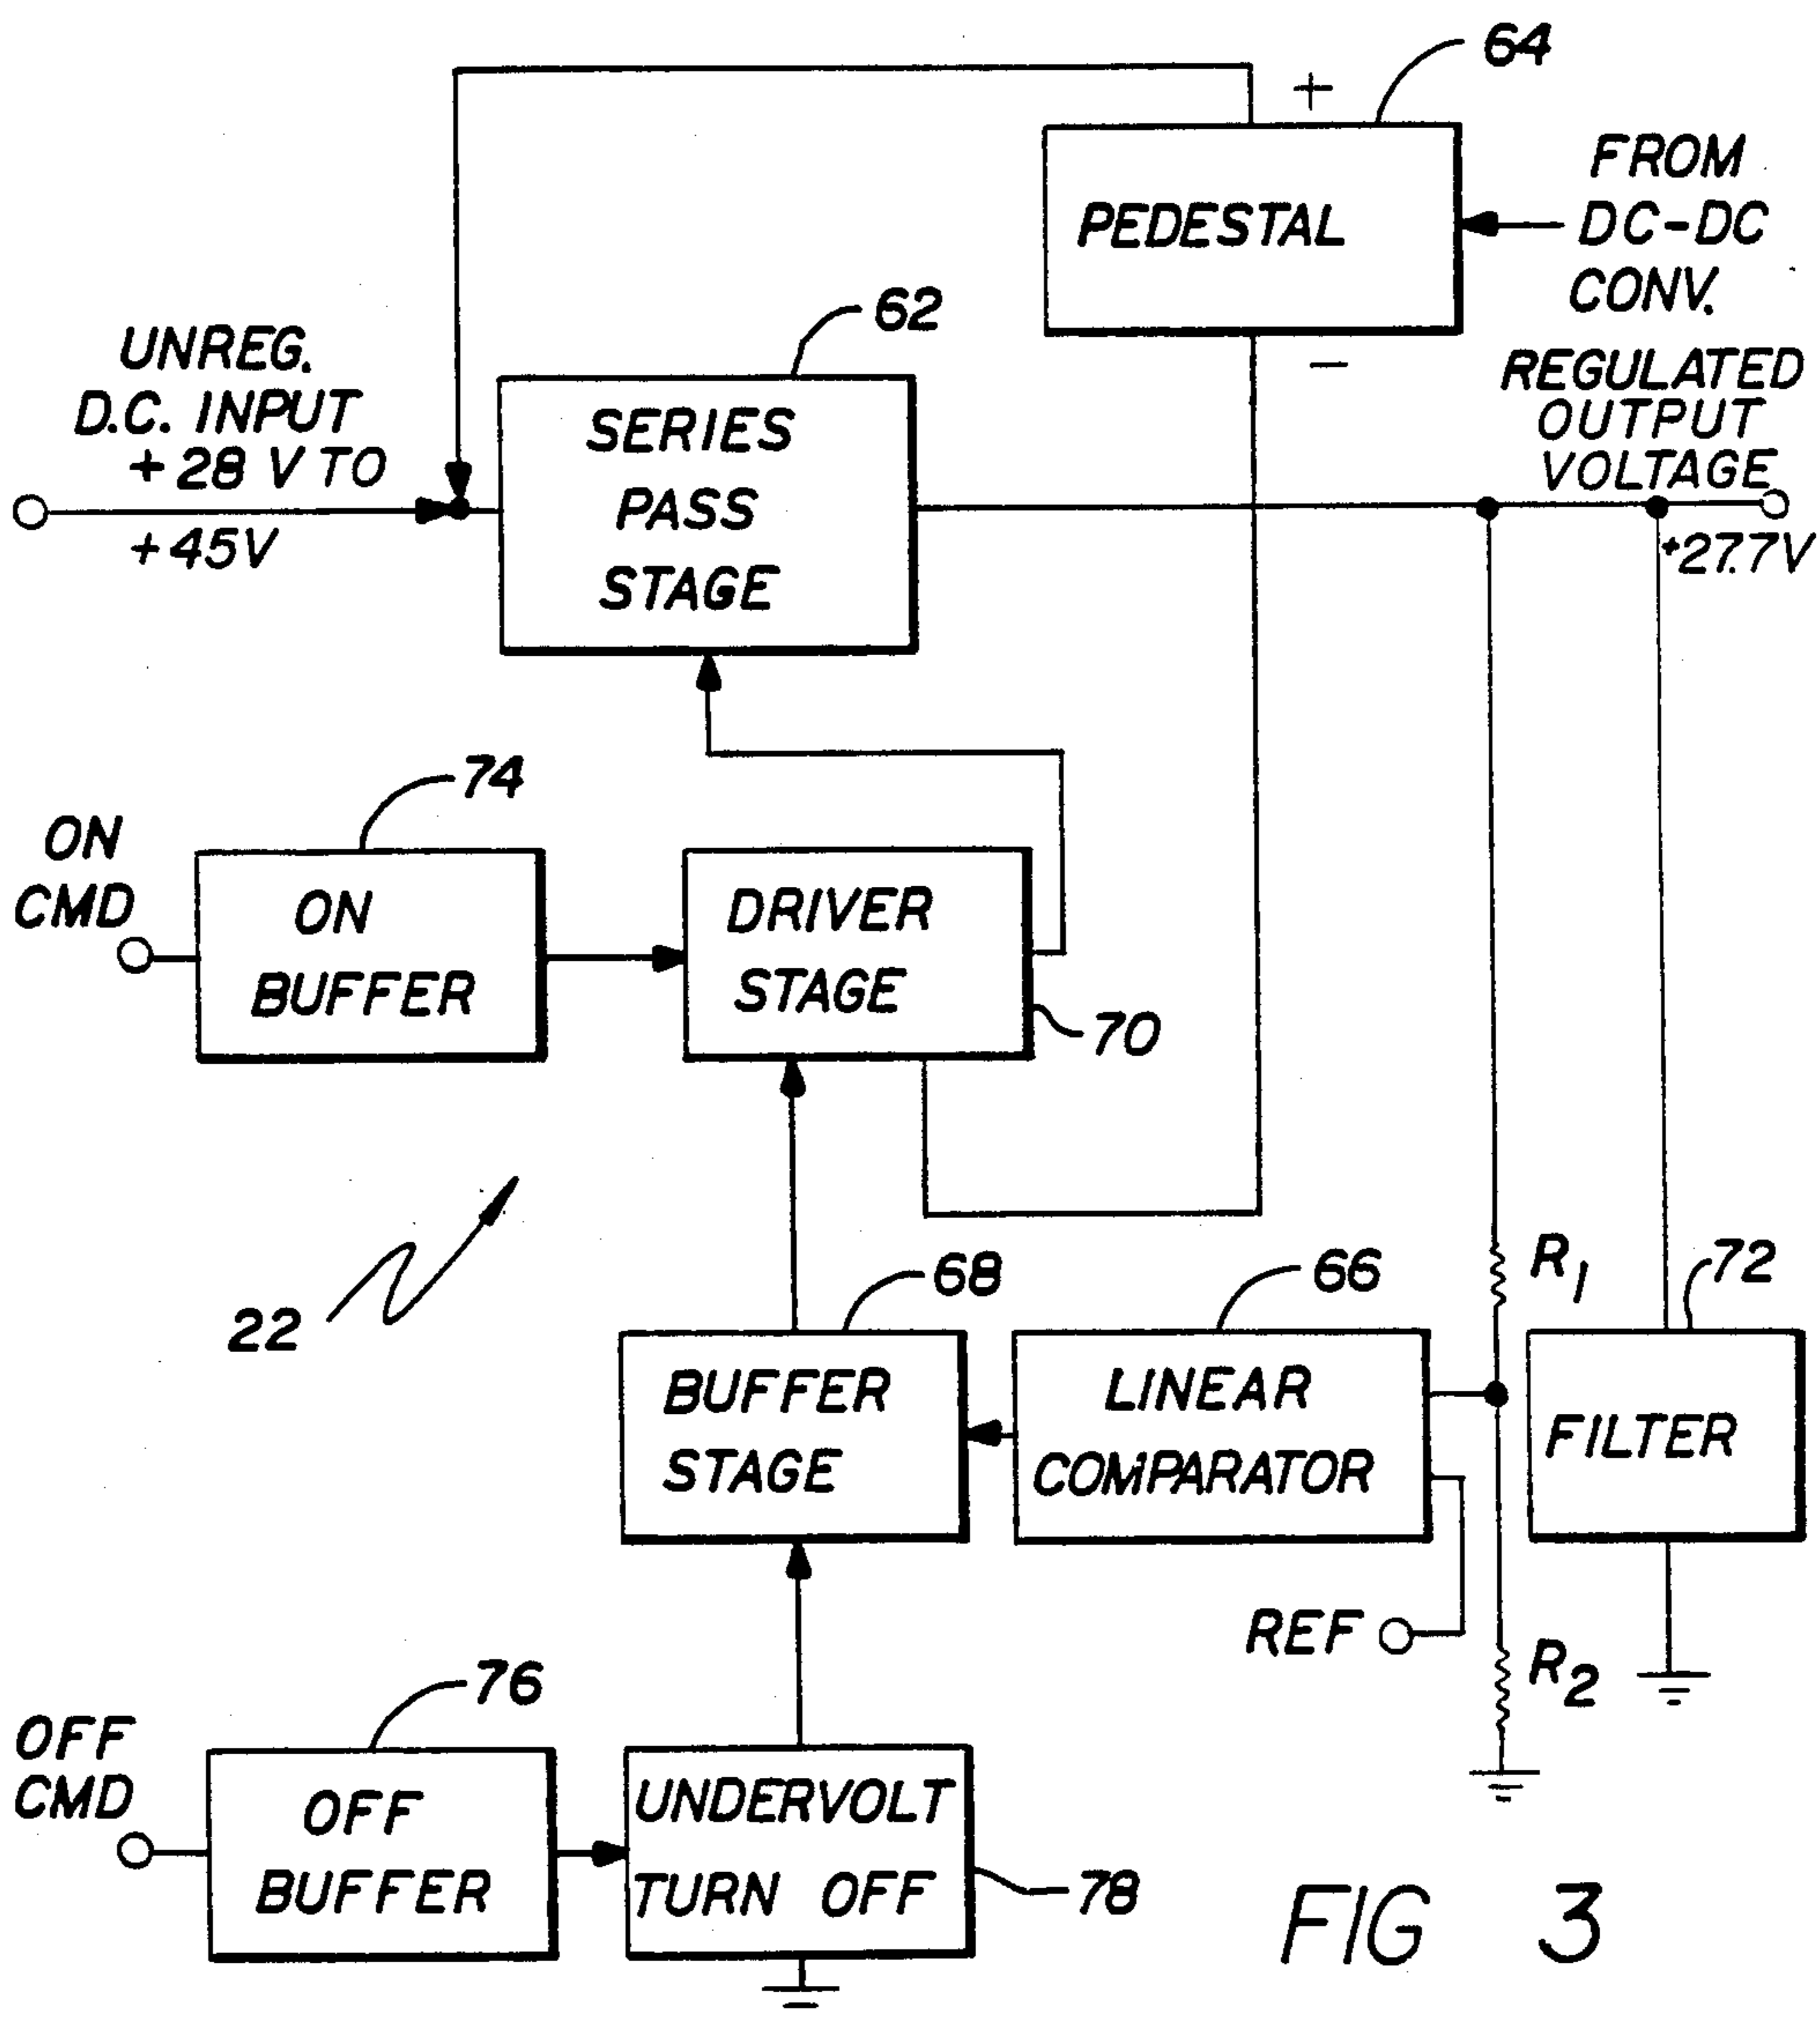 64
+
PEDESTAL
FROM
DC-DC
CONV.
−
62
UNREG.
D.C. INPUT
+28 V TO
+45V
SERIES
PASS
STAGE
REGULATED
OUTPUT
VOLTAGE
+27.7V
74
ON
CMD
ON
BUFFER
DRIVER
STAGE
70
22
68
BUFFER
STAGE
66
LINEAR
COMPARATOR
R1
72
FILTER
REF
R2
76
OFF
CMD
OFF
BUFFER
UNDERVOLT
TURN OFF
78
FIG 3